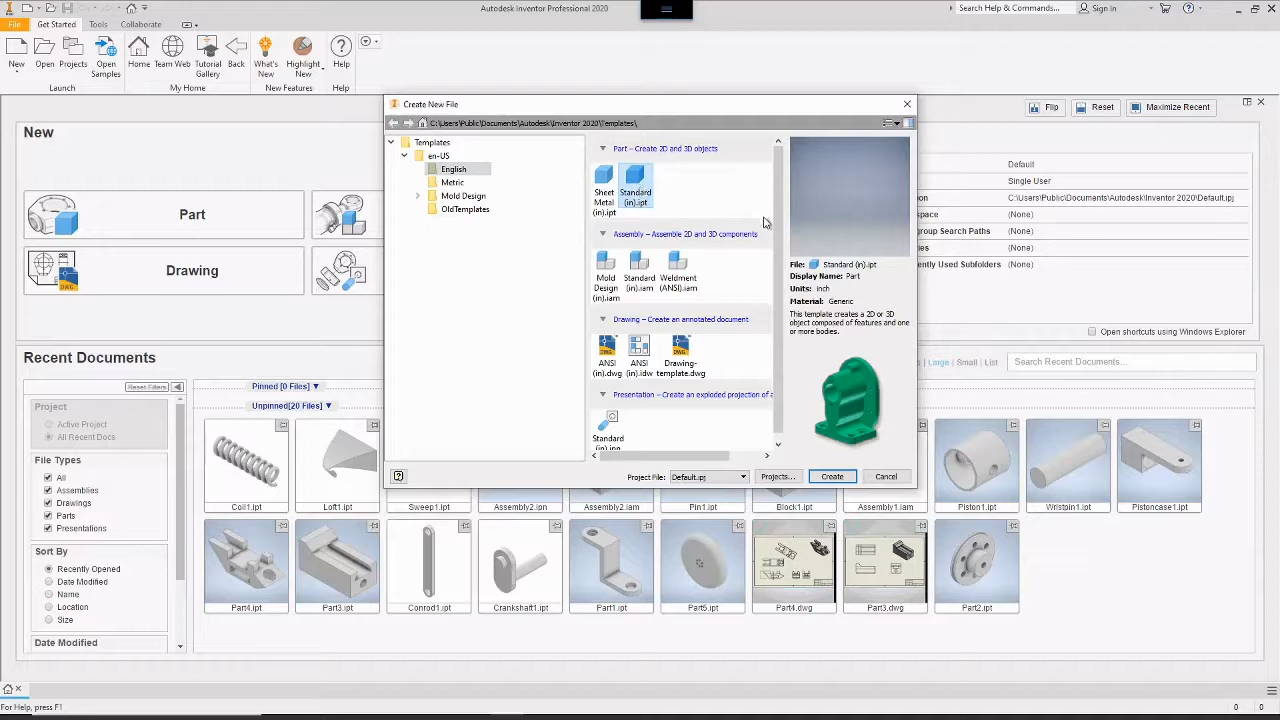 Autodesk Inventor Professional 2020
Search Help & Commands...
Sign In
File
Get Started
Tools
Collaborate
New
Open
Projects
Open Samples
Home
Team Web
Tutorial Gallery
Back
What's New
Highlight New
Help
Launch
My Home
New Features
Help
New
Part
Drawing
Flip
Reset
Maximize Recent
Default
Single User
C:\Users\Public\Documents\Autodesk\Inventor 2020\Default.ipj
(None)
group Search Paths
(None)
(None)
ently Used Subfolders
(None)
Open shortcuts using Windows Explorer
Create New File
C:\Users\Public\Documents\Autodesk\Inventor 2020\Templates\
Templates
en-US
English
Metric
Mold Design
OldTemplates
Part – Create 2D and 3D objects
Sheet Metal (in).ipt
Standard (in).ipt
Assembly – Assemble 2D and 3D components
Mold Design (in).iam
Standard (in).iam
Weldment (ANSI).iam
Drawing – Create an annotated document
ANSI (in).dwg
ANSI (in).idw
Drawing-template.dwg
Presentation – Create an exploded projection of a
Standard (in).ipn
File: Standard (in).ipt
Display Name: Part
Units: inch
Material: Generic
This template creates a 2D or 3D
object composed of features and one
or more bodies.
Project File:
Default.ipj
Projects...
Create
Cancel
Recent Documents
Large | Small | List
Search Recent Documents...
Reset Filters
Pinned [0 Files] ▼
Unpinned[20 Files] ▼
Project
Active Project
All Recent Docs
File Types
All
Assemblies
Drawings
Parts
Presentations
Sort By
Recently Opened
Date Modified
Name
Location
Size
Date Modified
Coil1.ipt
Loft1.ipt
Sweep1.ipt
Assembly2.ipn
Assembly2.iam
Pin1.ipt
Block1.ipt
Assembly1.iam
Piston1.ipt
Wristpin1.ipt
Pistoncase1.ipt
Part4.ipt
Part3.ipt
Conrod1.ipt
Crankshaft1.ipt
Part1.ipt
Part5.ipt
Part4.dwg
Part3.dwg
Part2.ipt
For Help, press F1
0 0